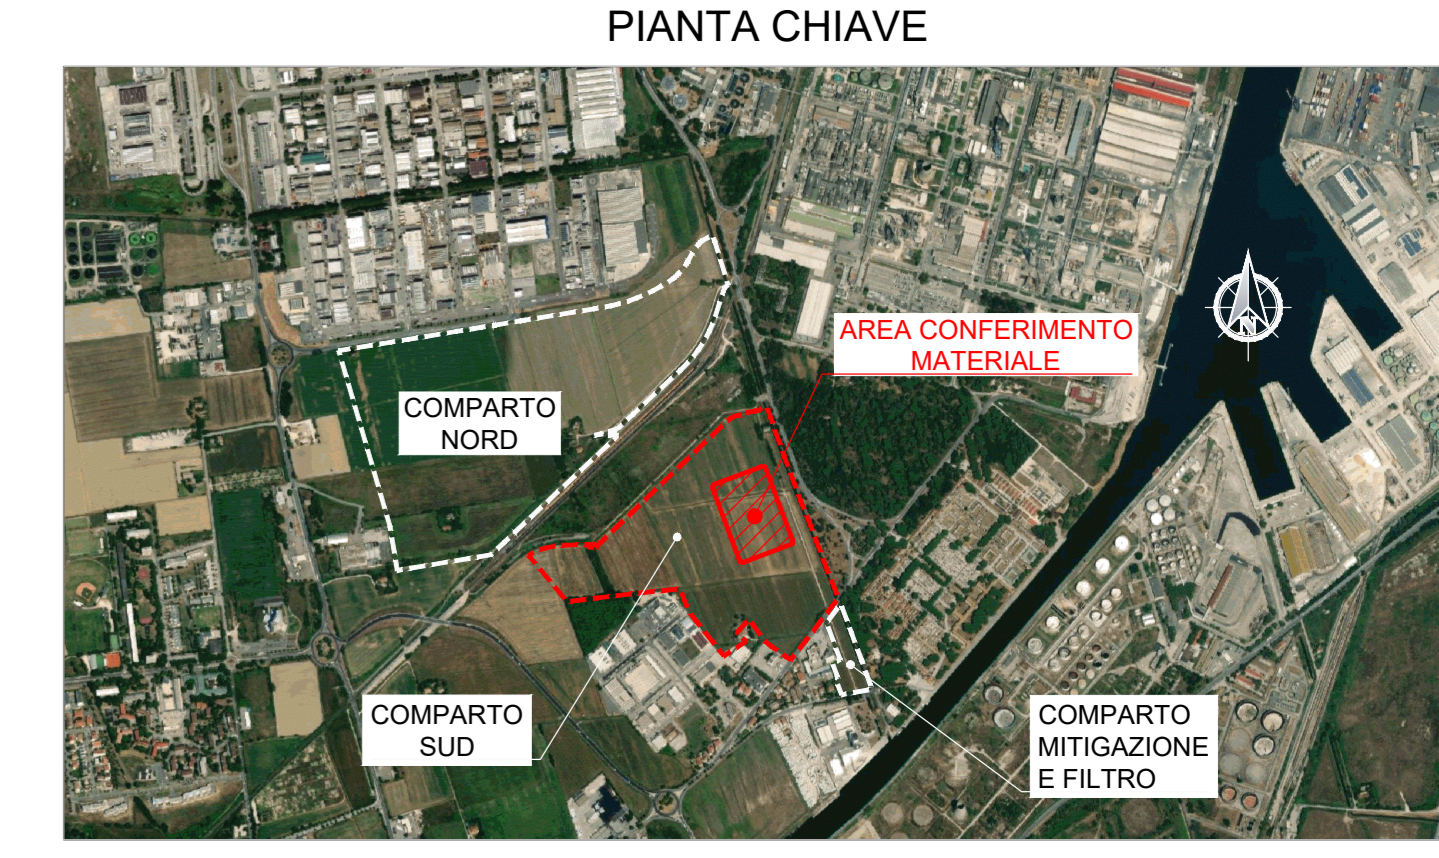 PIANTA CHIAVE
AREA CONFERIMENTO
MATERIALE
COMPARTO
NORD
N
COMPARTO
SUD
COMPARTO
MITIGAZIONE
E FILTRO